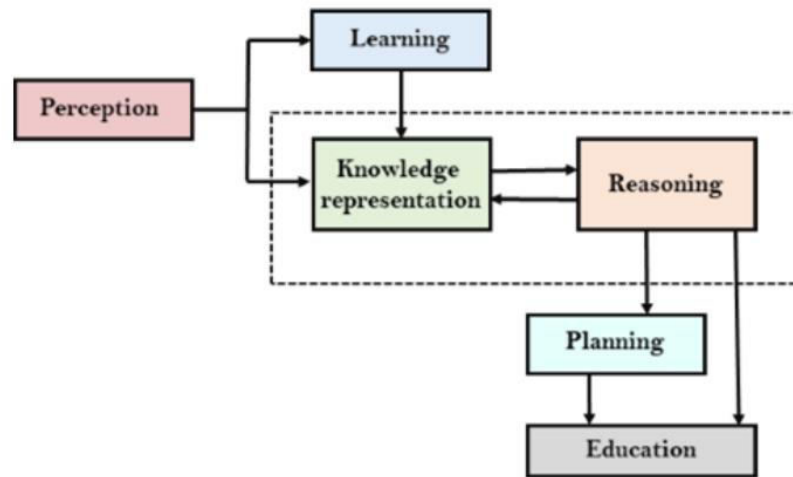 Learning
Perception
Knowledge
representation
Reasoning
Planning
Education